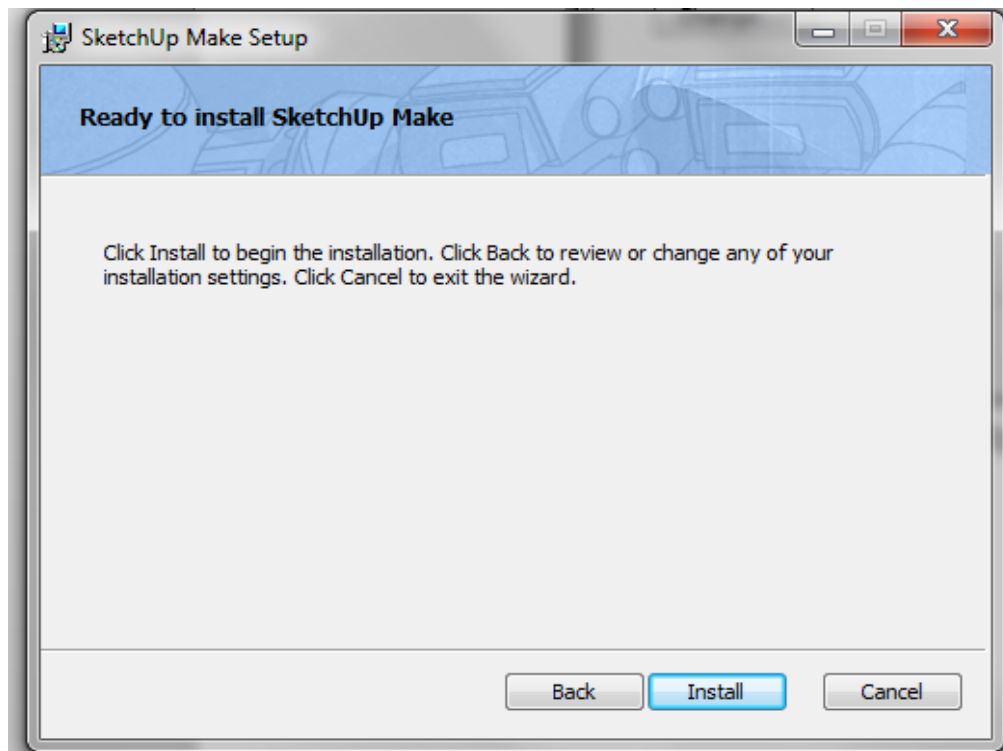 SketchUp Make Setup
Ready to install SketchUp Make
Click Install to begin the installation. Click Back to review or change any of your
installation settings. Click Cancel to exit the wizard.
Back Install Cancel